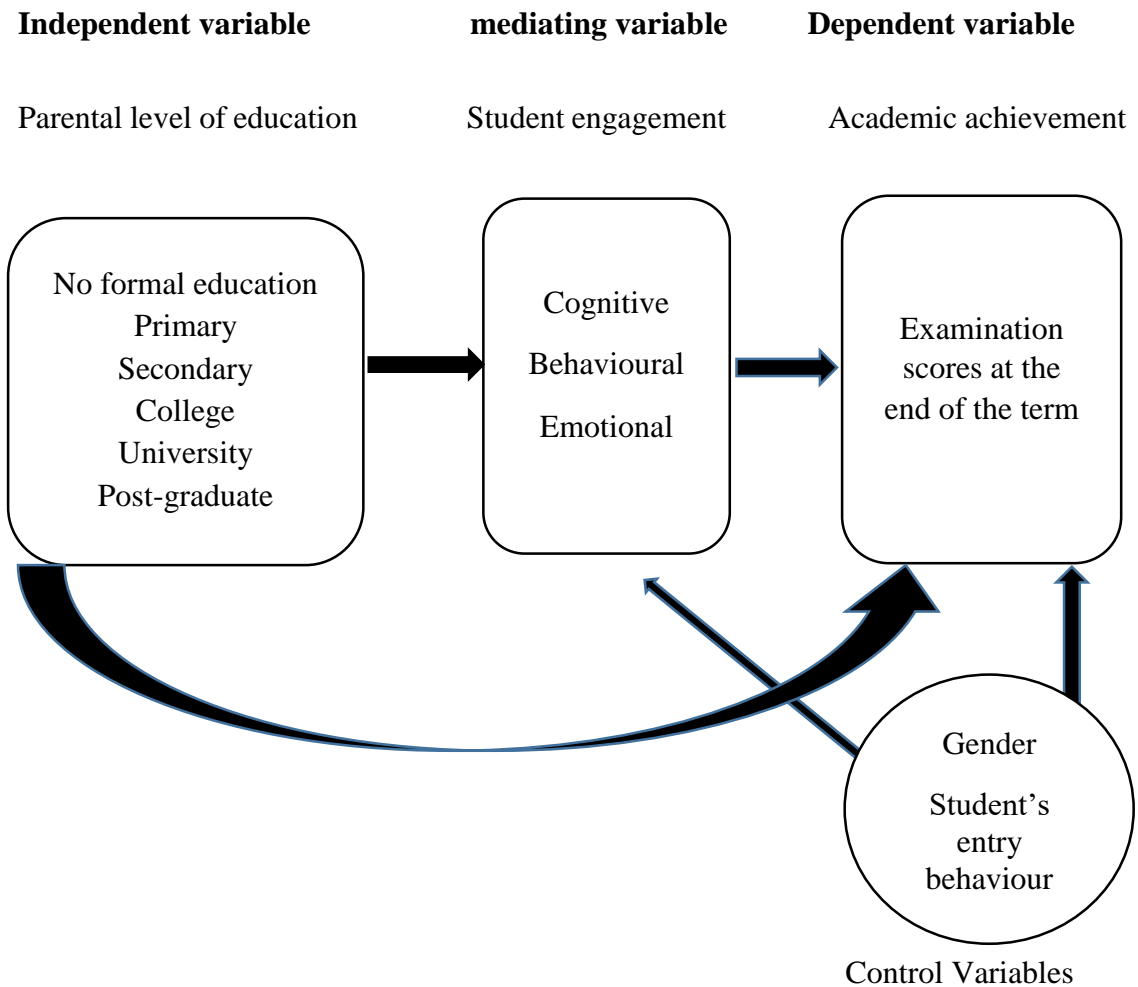 Independent variable mediating variable Dependent variable
Parental level of education Student engagement Academic achievement
No formal education
Primary
Secondary
College
University
Post-graduate
Cognitive
Behavioural
Emotional
Examination
scores at the
end of the term
Gender
Student’s
entry
behaviour
Control Variables